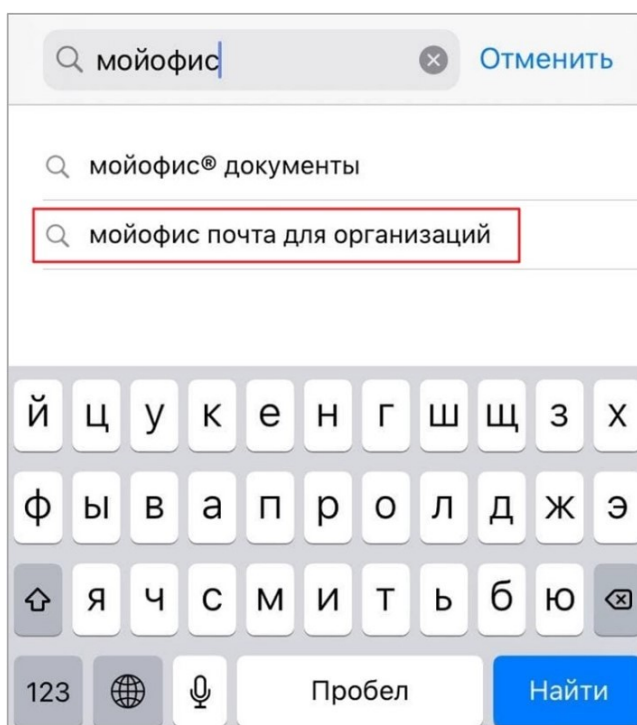 мойофис Отменить
мойофис® документы
мойофис почта для организаций
й ц у к е н г ш щ з х
ф ы в а п р о л д ж э
я ч с м и т ь б ю
123 Пробел Найти